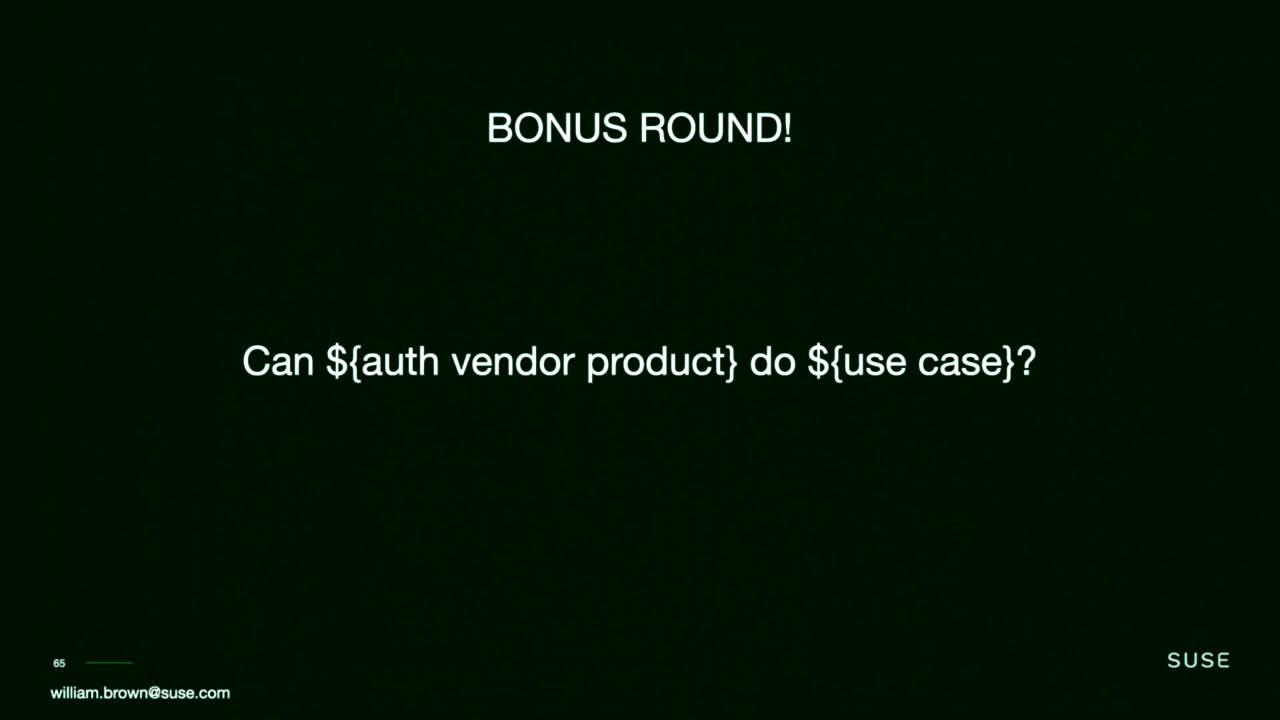 BONUS ROUND!
Can ${auth vendor product} do ${use case}?
65
SUSE
william.brown@suse.com